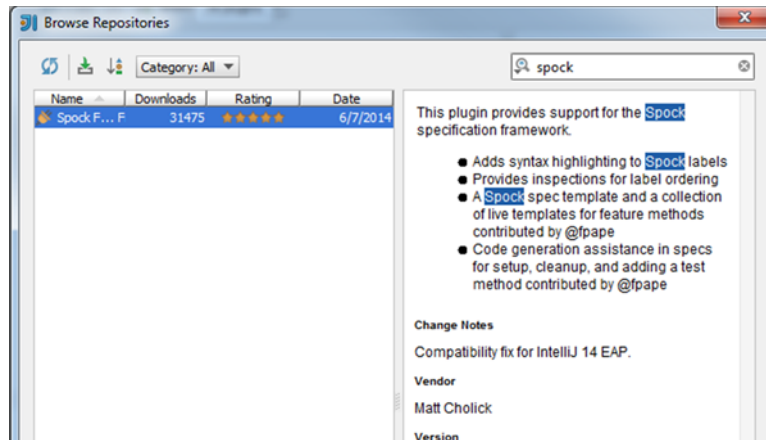 Browse Repositories
Category: All
spock
Name Downloads Rating Date
Spock F... F 31475 6/7/2014
This plugin provides support for the Spock
specification framework.
Adds syntax highlighting to Spock labels
Provides inspections for label ordering
A Spock spec template and a collection
of live templates for feature methods
contributed by @fpape
Code generation assistance in specs
for setup, cleanup, and adding a test
method contributed by @fpape
Change Notes
Compatibility fix for IntelliJ 14 EAP.
Vendor
Matt Cholick
Version